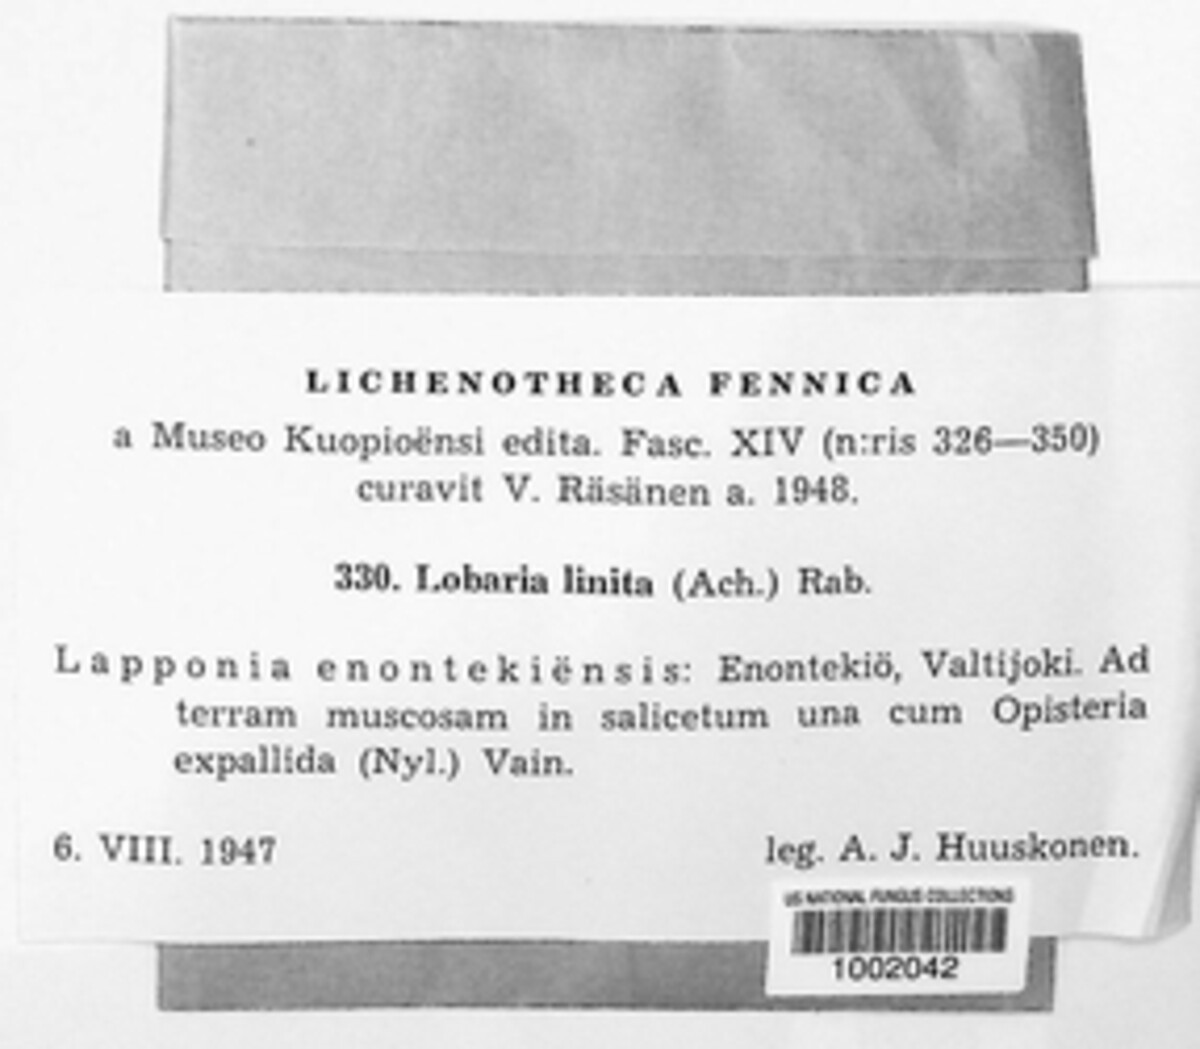 LICHENOTHECA FENNICA
a Museo Kuopioënsi edita. Fasc. XIV (n:ris 326—350)
curavit V. Räsänen a. 1948.
330. Lobaria linita (Ach.) Rab.
Lapponia enontekiënsis: Enontekiö, Valtijoki. Ad
terram muscosam in salicetum una cum Opisteria
expallida (Nyl.) Vain.
6. VIII. 1947 leg. A. J. Huuskonen.
US NATIONAL FUNGUS COLLECTIONS
1002042